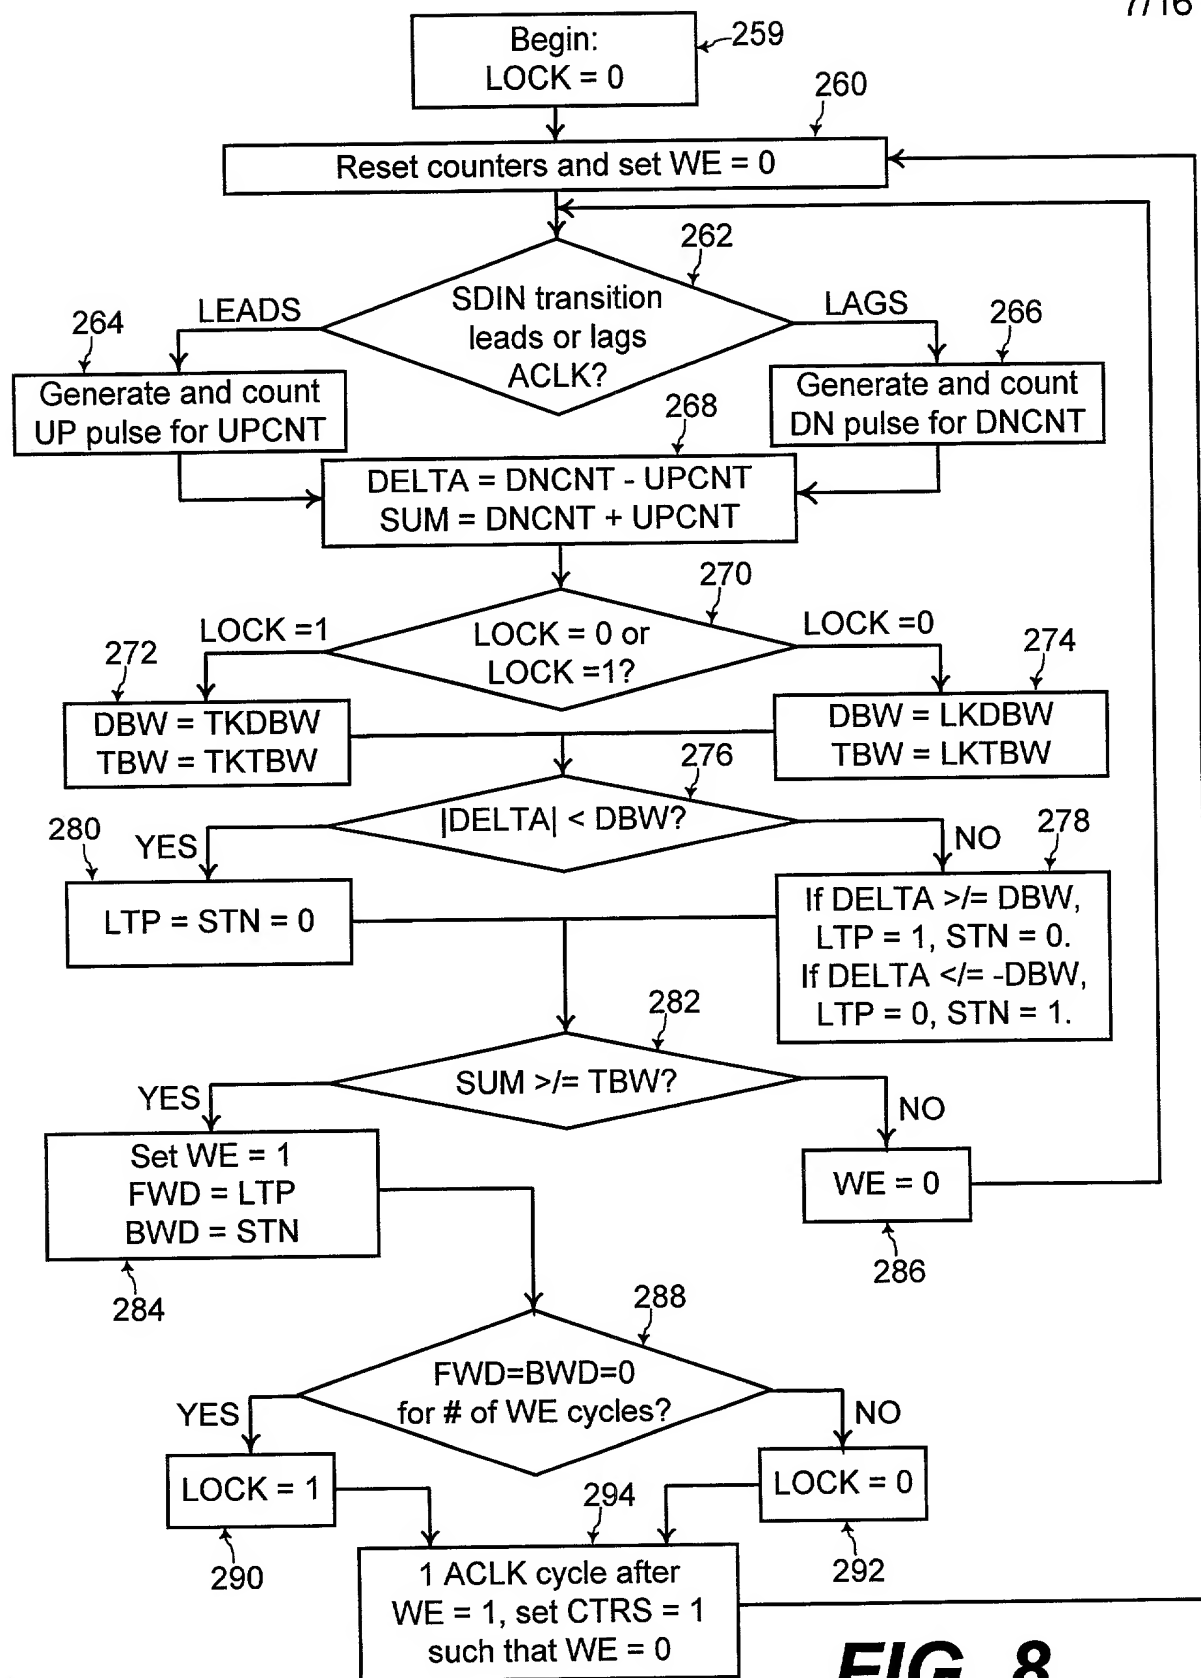 7/16
Begin:
LOCK = 0
259
260
Reset counters and set WE = 0
262
SDIN transition
leads or lags
ACLK?
LEADS
LAGS
264
266
Generate and count
UP pulse for UPCNT
Generate and count
DN pulse for DNCNT
268
DELTA = DNCNT - UPCNT
SUM = DNCNT + UPCNT
270
LOCK =1
LOCK = 0 or
LOCK =1?
LOCK =0
272
274
DBW = TKDBW
TBW = TKTBW
DBW = LKDBW
TBW = LKTBW
276
|DELTA| < DBW?
280
YES
NO
278
LTP = STN = 0
If DELTA >/= DBW,
LTP = 1, STN = 0.
If DELTA </= -DBW,
LTP = 0, STN = 1.
282
SUM >/= TBW?
YES
NO
Set WE = 1
FWD = LTP
BWD = STN
WE = 0
284
286
288
FWD=BWD=0
for # of WE cycles?
YES
NO
LOCK = 1
LOCK = 0
290
294
292
1 ACLK cycle after
WE = 1, set CTRS = 1
such that WE = 0
FIG. 8